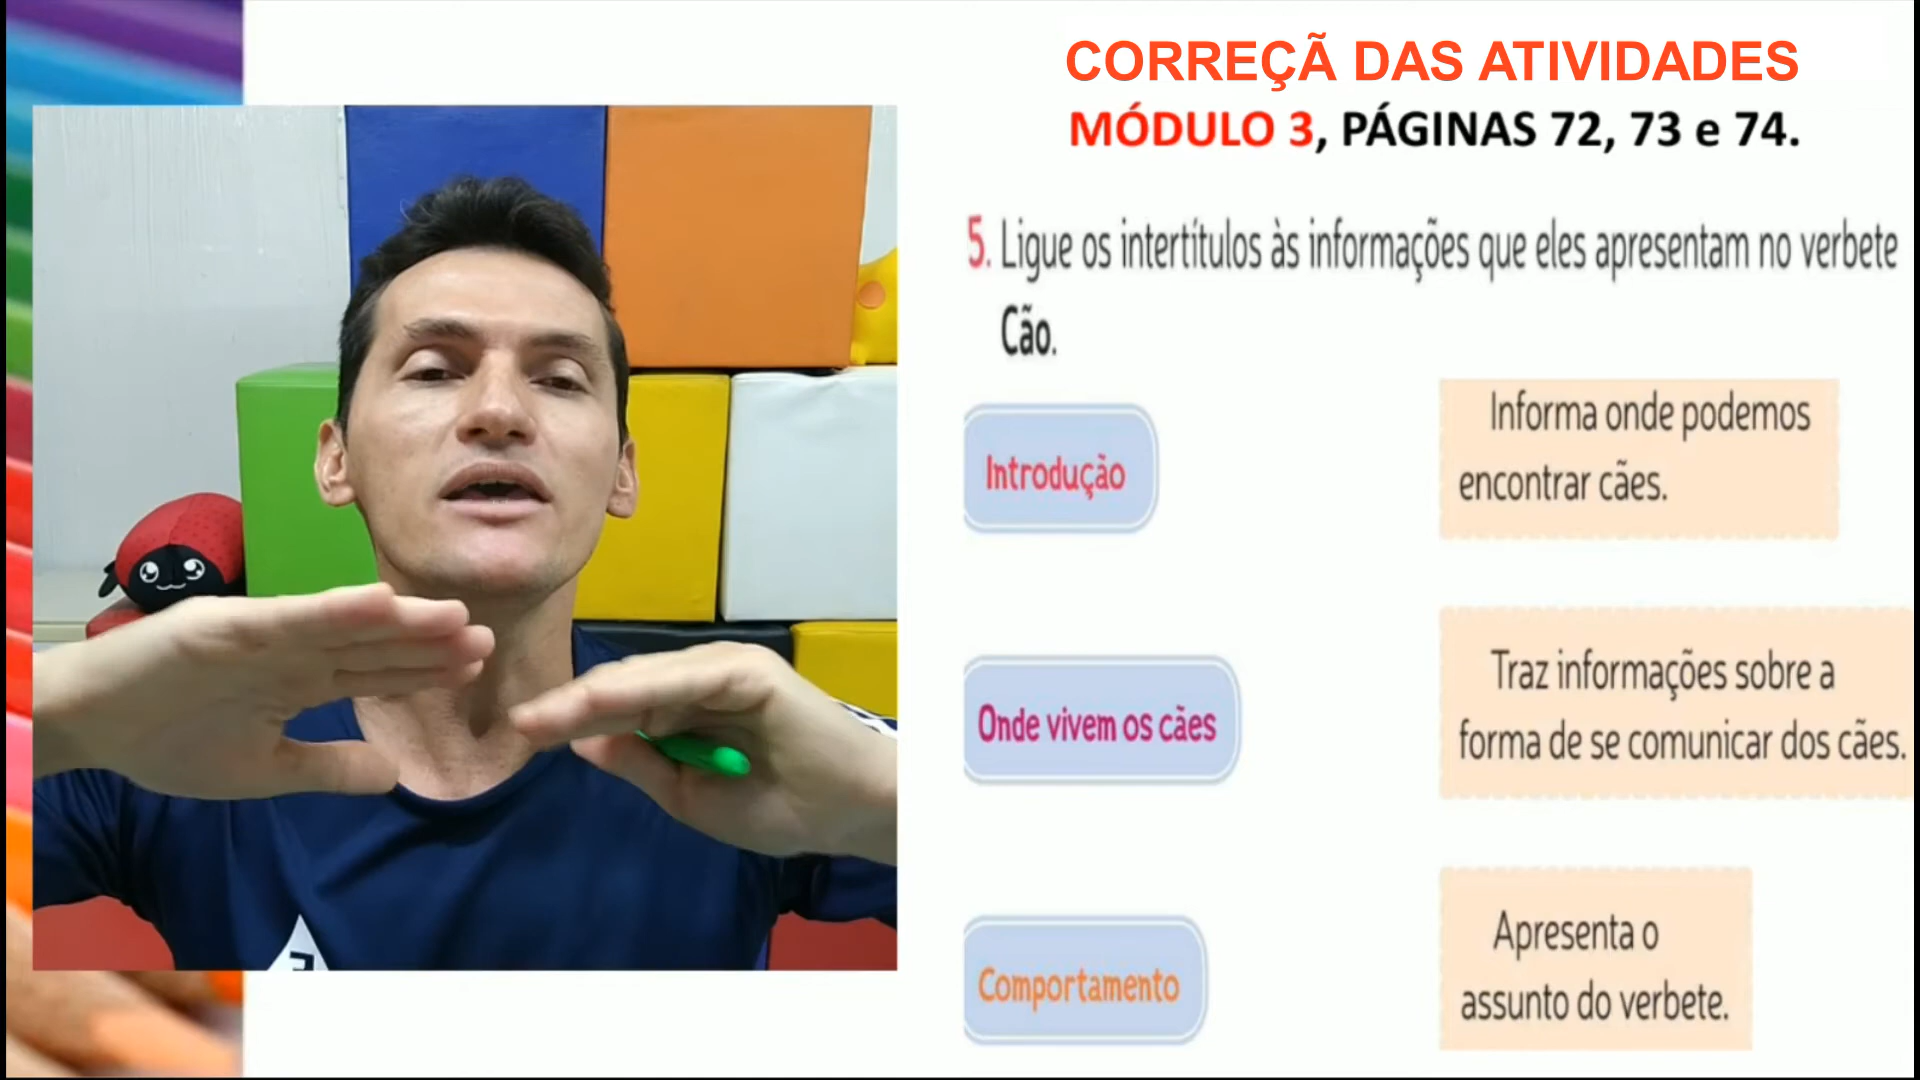 CORREÇÃ DAS ATIVIDADES
MÓDULO 3, PÁGINAS 72, 73 e 74.
5. Ligue os intertítulos às informações que eles apresentam no verbete
Cão.
Introdução
Informa onde podemos
encontrar cães.
Onde vivem os cães
Traz informações sobre a
forma de se comunicar dos cães.
Comportamento
Apresenta o
assunto do verbete.